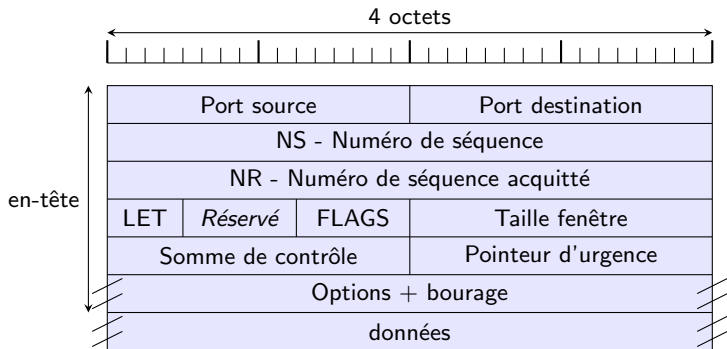 4 octets
Port source
Port destination
NS - Numéro de séquence
NR - Numéro de séquence acquitté
en-tête
LET
Réservé
FLAGS
Taille fenêtre
Somme de contrôle
Pointeur d'urgence
Options + bourage
données